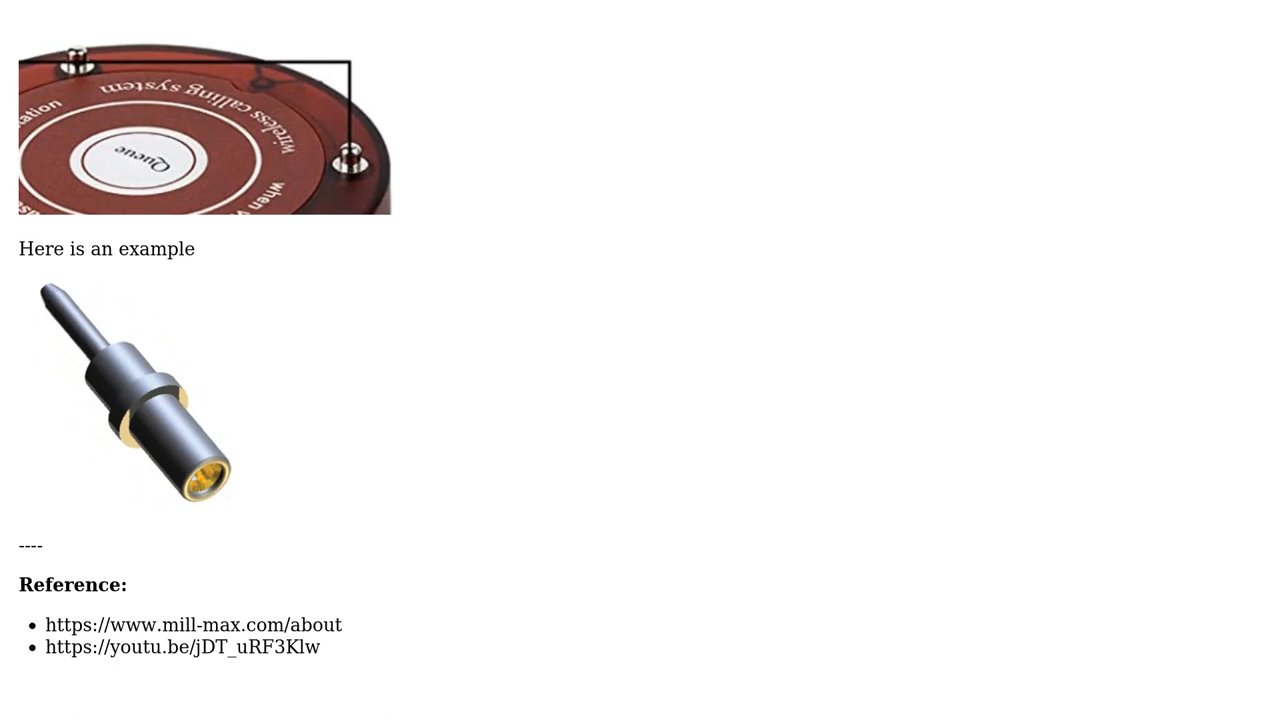 wireless calling system
Queue
when
Here is an example
----
Reference:
• https://www.mill-max.com/about
• https://youtu.be/jDT_uRF3Klw